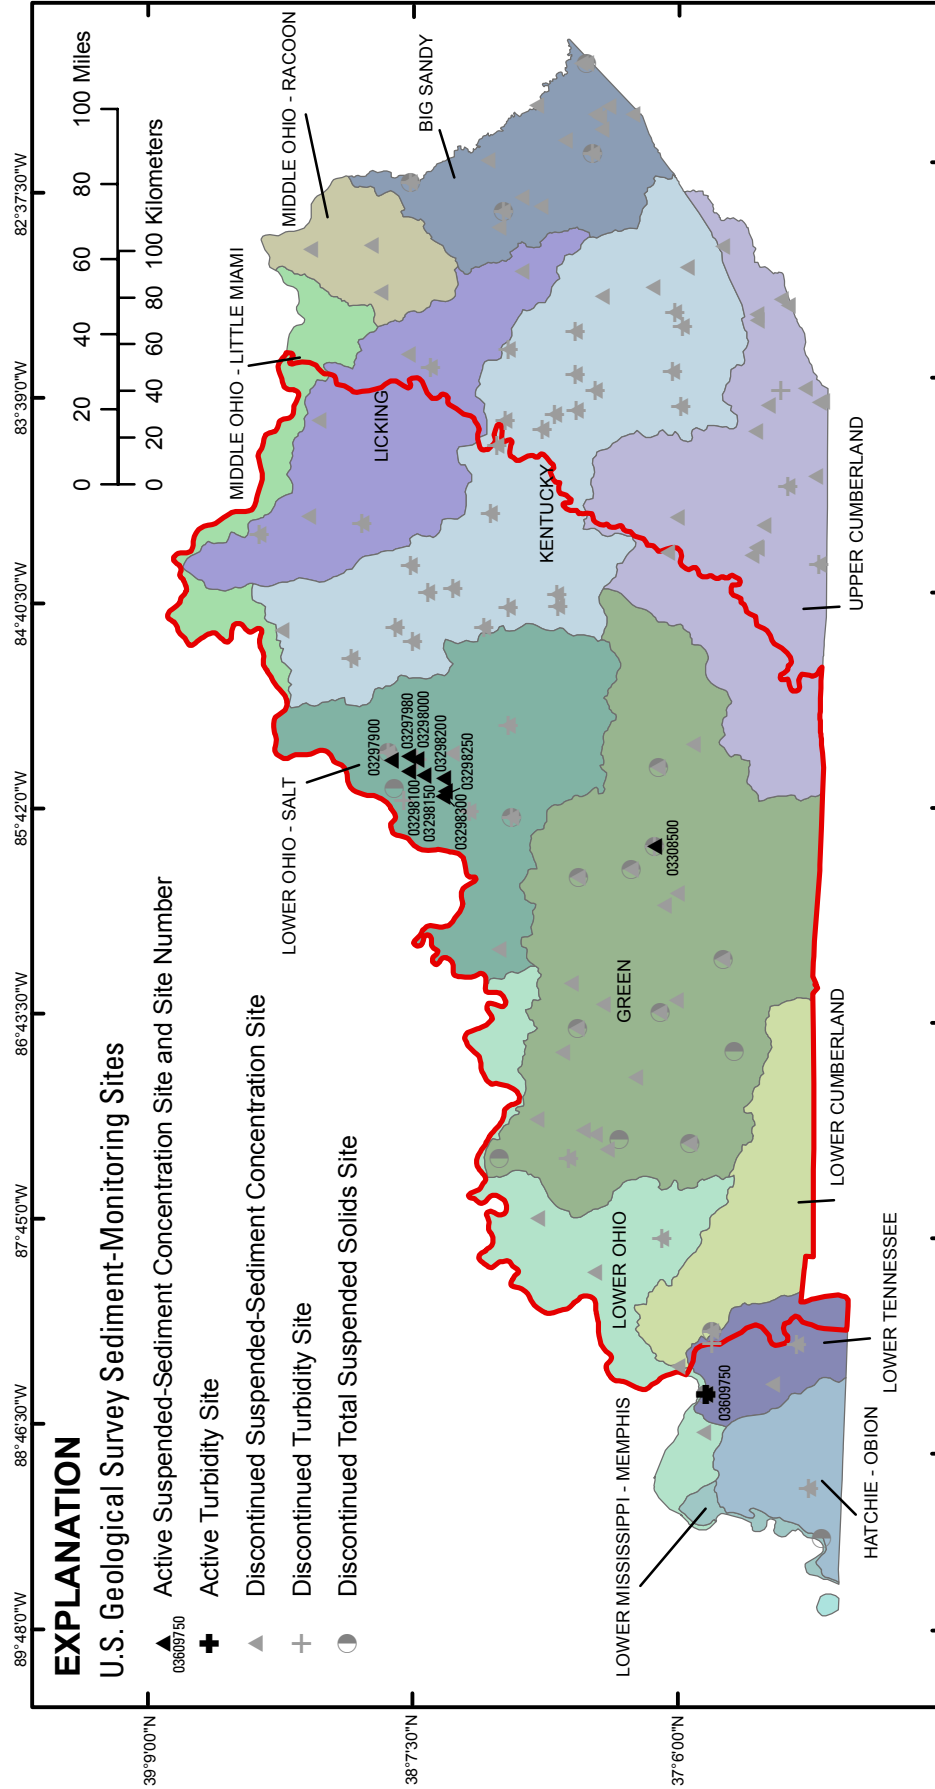 89°48'0"W
88°46'30"W
87°45'0"W
86°43'30"W
85°42'0"W
84°40'30"W
83°39'0"W
82°37'30"W
39°9'0"N
38°7'30"N
37°6'0"N
EXPLANATION
U.S. Geological Survey Sediment-Monitoring Sites
03609750
Active Suspended-Sediment Concentration Site and Site Number
Active Turbidity Site
Discontinued Suspended-Sediment Concentration Site
Discontinued Turbidity Site
Discontinued Total Suspended Solids Site
0 20 40 60 80 100 Miles
0 20 40 60 80 100 Kilometers
MIDDLE OHIO - LITTLE MIAMI
MIDDLE OHIO - RACOON
BIG SANDY
LICKING
KENTUCKY
UPPER CUMBERLAND
LOWER OHIO - SALT
03297900
03297980
03298000
03298200
03298250
03298100
03298150
03298300
03308500
GREEN
LOWER OHIO
LOWER CUMBERLAND
LOWER TENNESSEE
03609750
LOWER MISSISSIPPI - MEMPHIS
HATCHIE - OBION